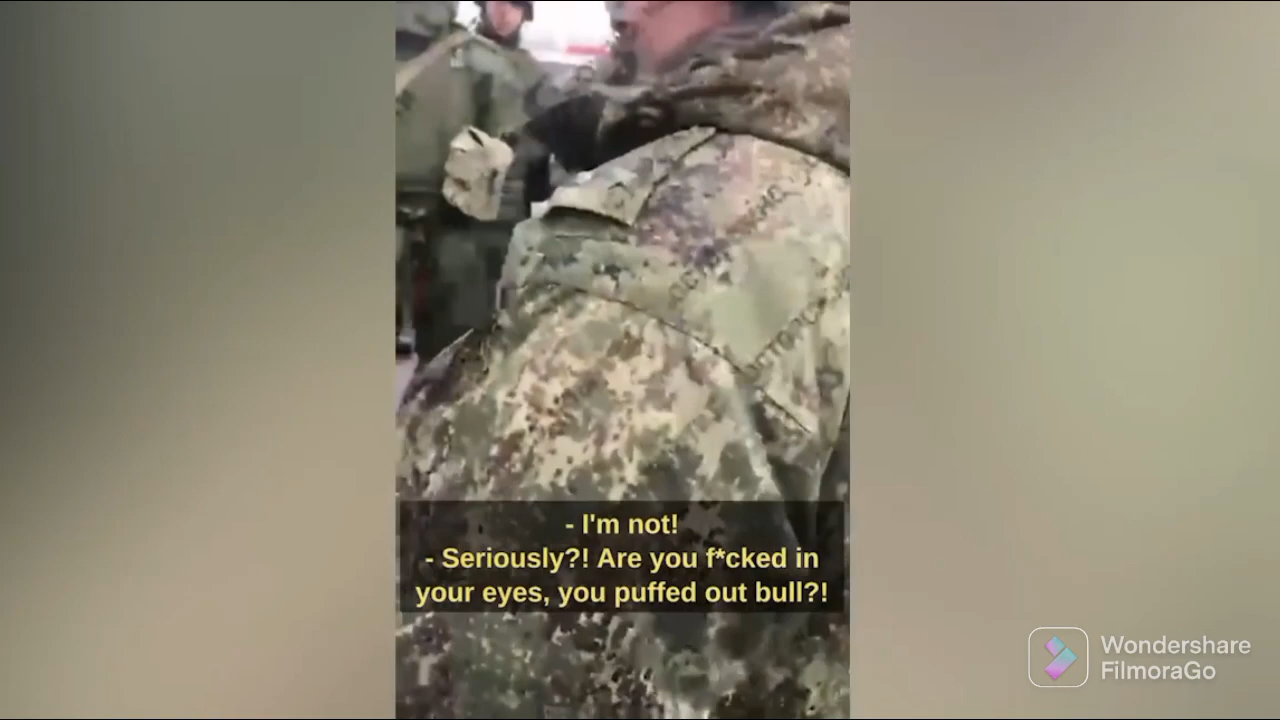 - I'm not!
- Seriously?! Are you f*cked in
your eyes, you puffed out bull?!
Wondershare
FilmoraGo